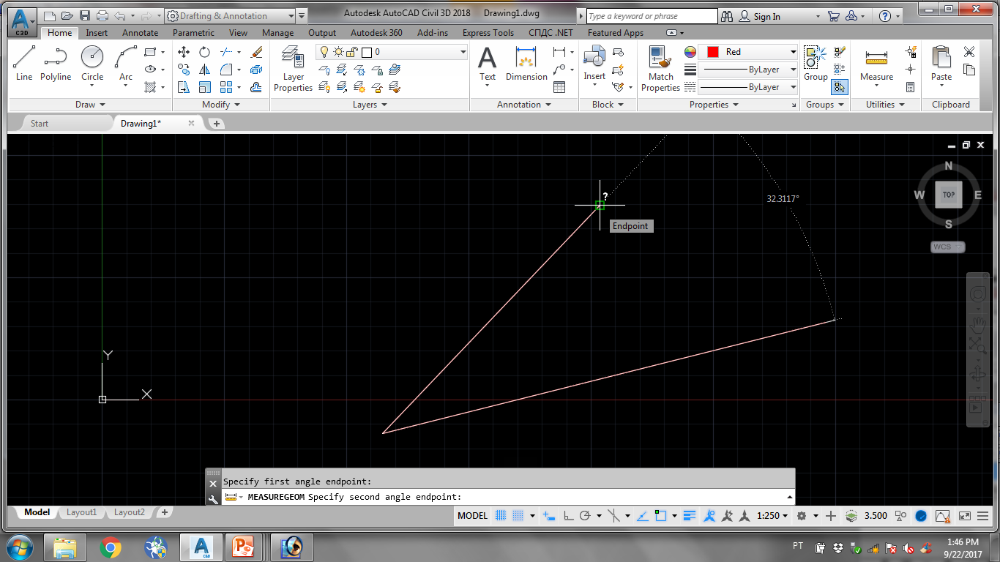 Drafting & Annotation
Autodesk AutoCAD Civil 3D 2018 Drawing1.dwg
Type a keyword or phrase
Sign In
C3D
Home Insert Annotate Parametric View Manage Output Autodesk 360 Add-ins Express Tools СПДС .NET Featured Apps
Line Polyline Circle Arc
Layer Properties
0
Text Dimension
Insert
Match Properties
Red
ByLayer
ByLayer
Group
Measure
Paste
Draw Modify Layers Annotation Block Properties Groups Utilities Clipboard
Start Drawing1*
N
W TOP E
S
WCS
32.3117°
?
Endpoint
Y
X
Specify first angle endpoint:
MEASUREGEOM Specify second angle endpoint:
Model Layout1 Layout2
MODEL 1:250 3.500
PT
1:46 PM
9/22/2017